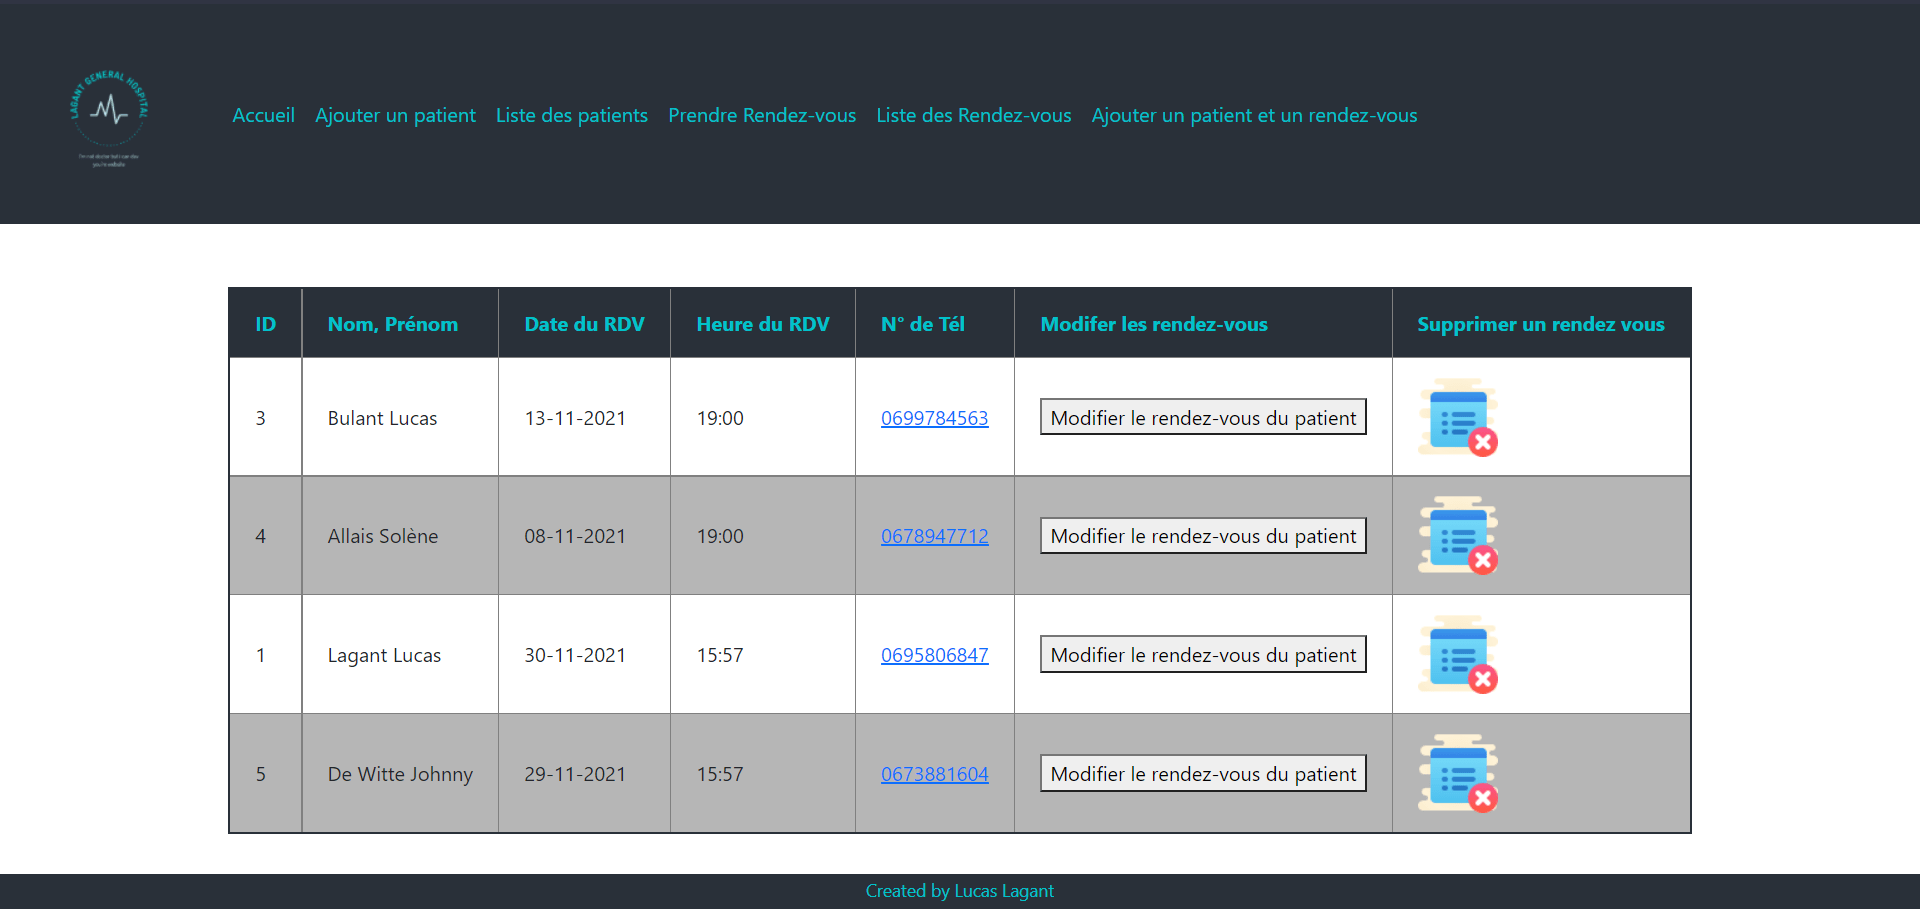 LAGANT GENERAL HOSPITAL
Accueil Ajouter un patient Liste des patients Prendre Rendez-vous Liste des Rendez-vous Ajouter un patient et un rendez-vous
ID Nom, Prénom Date du RDV Heure du RDV N° de Tél Modifer les rendez-vous Supprimer un rendez vous
3 Bulant Lucas 13-11-2021 19:00 0699784563 Modifier le rendez-vous du patient
4 Allais Solène 08-11-2021 19:00 0678947712 Modifier le rendez-vous du patient
1 Lagant Lucas 30-11-2021 15:57 0695806847 Modifier le rendez-vous du patient
5 De Witte Johnny 29-11-2021 15:57 0673881604 Modifier le rendez-vous du patient
Created by Lucas Lagant